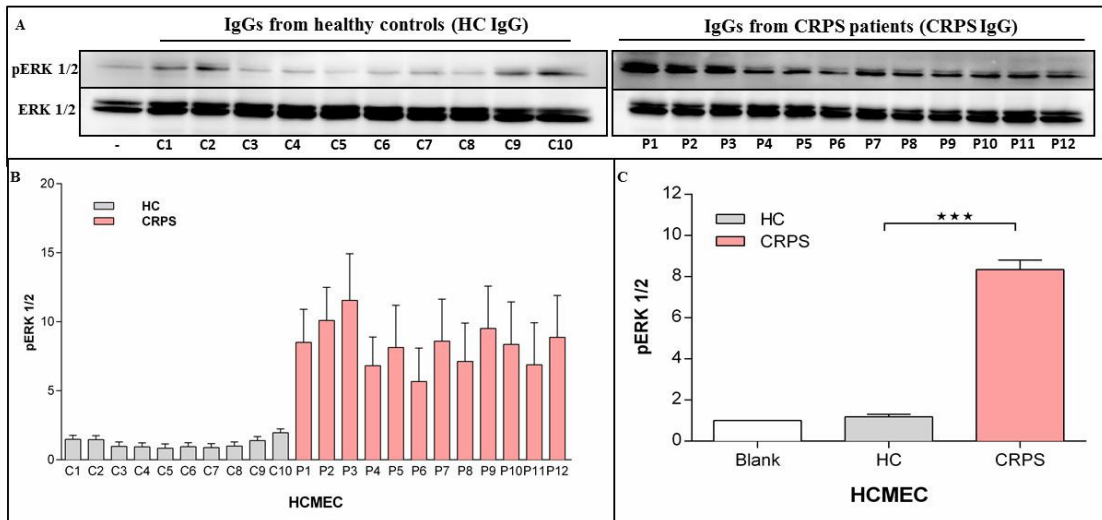 A
IgGs from healthy controls (HC IgG)
IgGs from CRPS patients (CRPS IgG)
pERK 1/2
ERK 1/2
- C1 C2 C3 C4 C5 C6 C7 C8 C9 C10
P1 P2 P3 P4 P5 P6 P7 P8 P9 P10 P11 P12
B
HC
CRPS
pERK 1/2
20
15
10
5
0
C1 C2 C3 C4 C5 C6 C7 C8 C9 C10 P1 P2 P3 P4 P5 P6 P7 P8 P9 P10 P11 P12
HCMEC
C
HC
CRPS
★★★
pERK 1/2
12
10
8
6
4
2
0
Blank HC CRPS
HCMEC